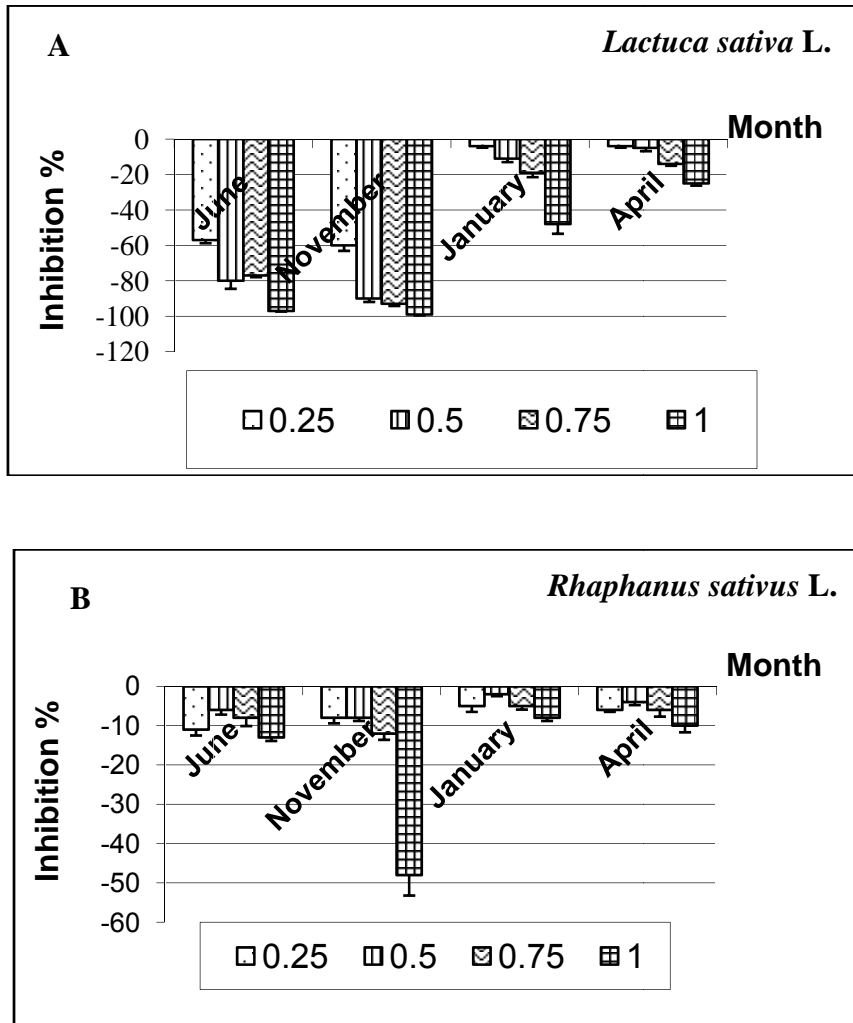 A
Lactuca sativa L.
Month
0
-20
-40
-60
-80
-100
-120
Inhibition %
June
November
January
April
0.25 0.5 0.75 1
B
Rhaphanus sativus L.
Month
0
-10
-20
-30
-40
-50
-60
Inhibition %
June
November
January
April
0.25 0.5 0.75 1